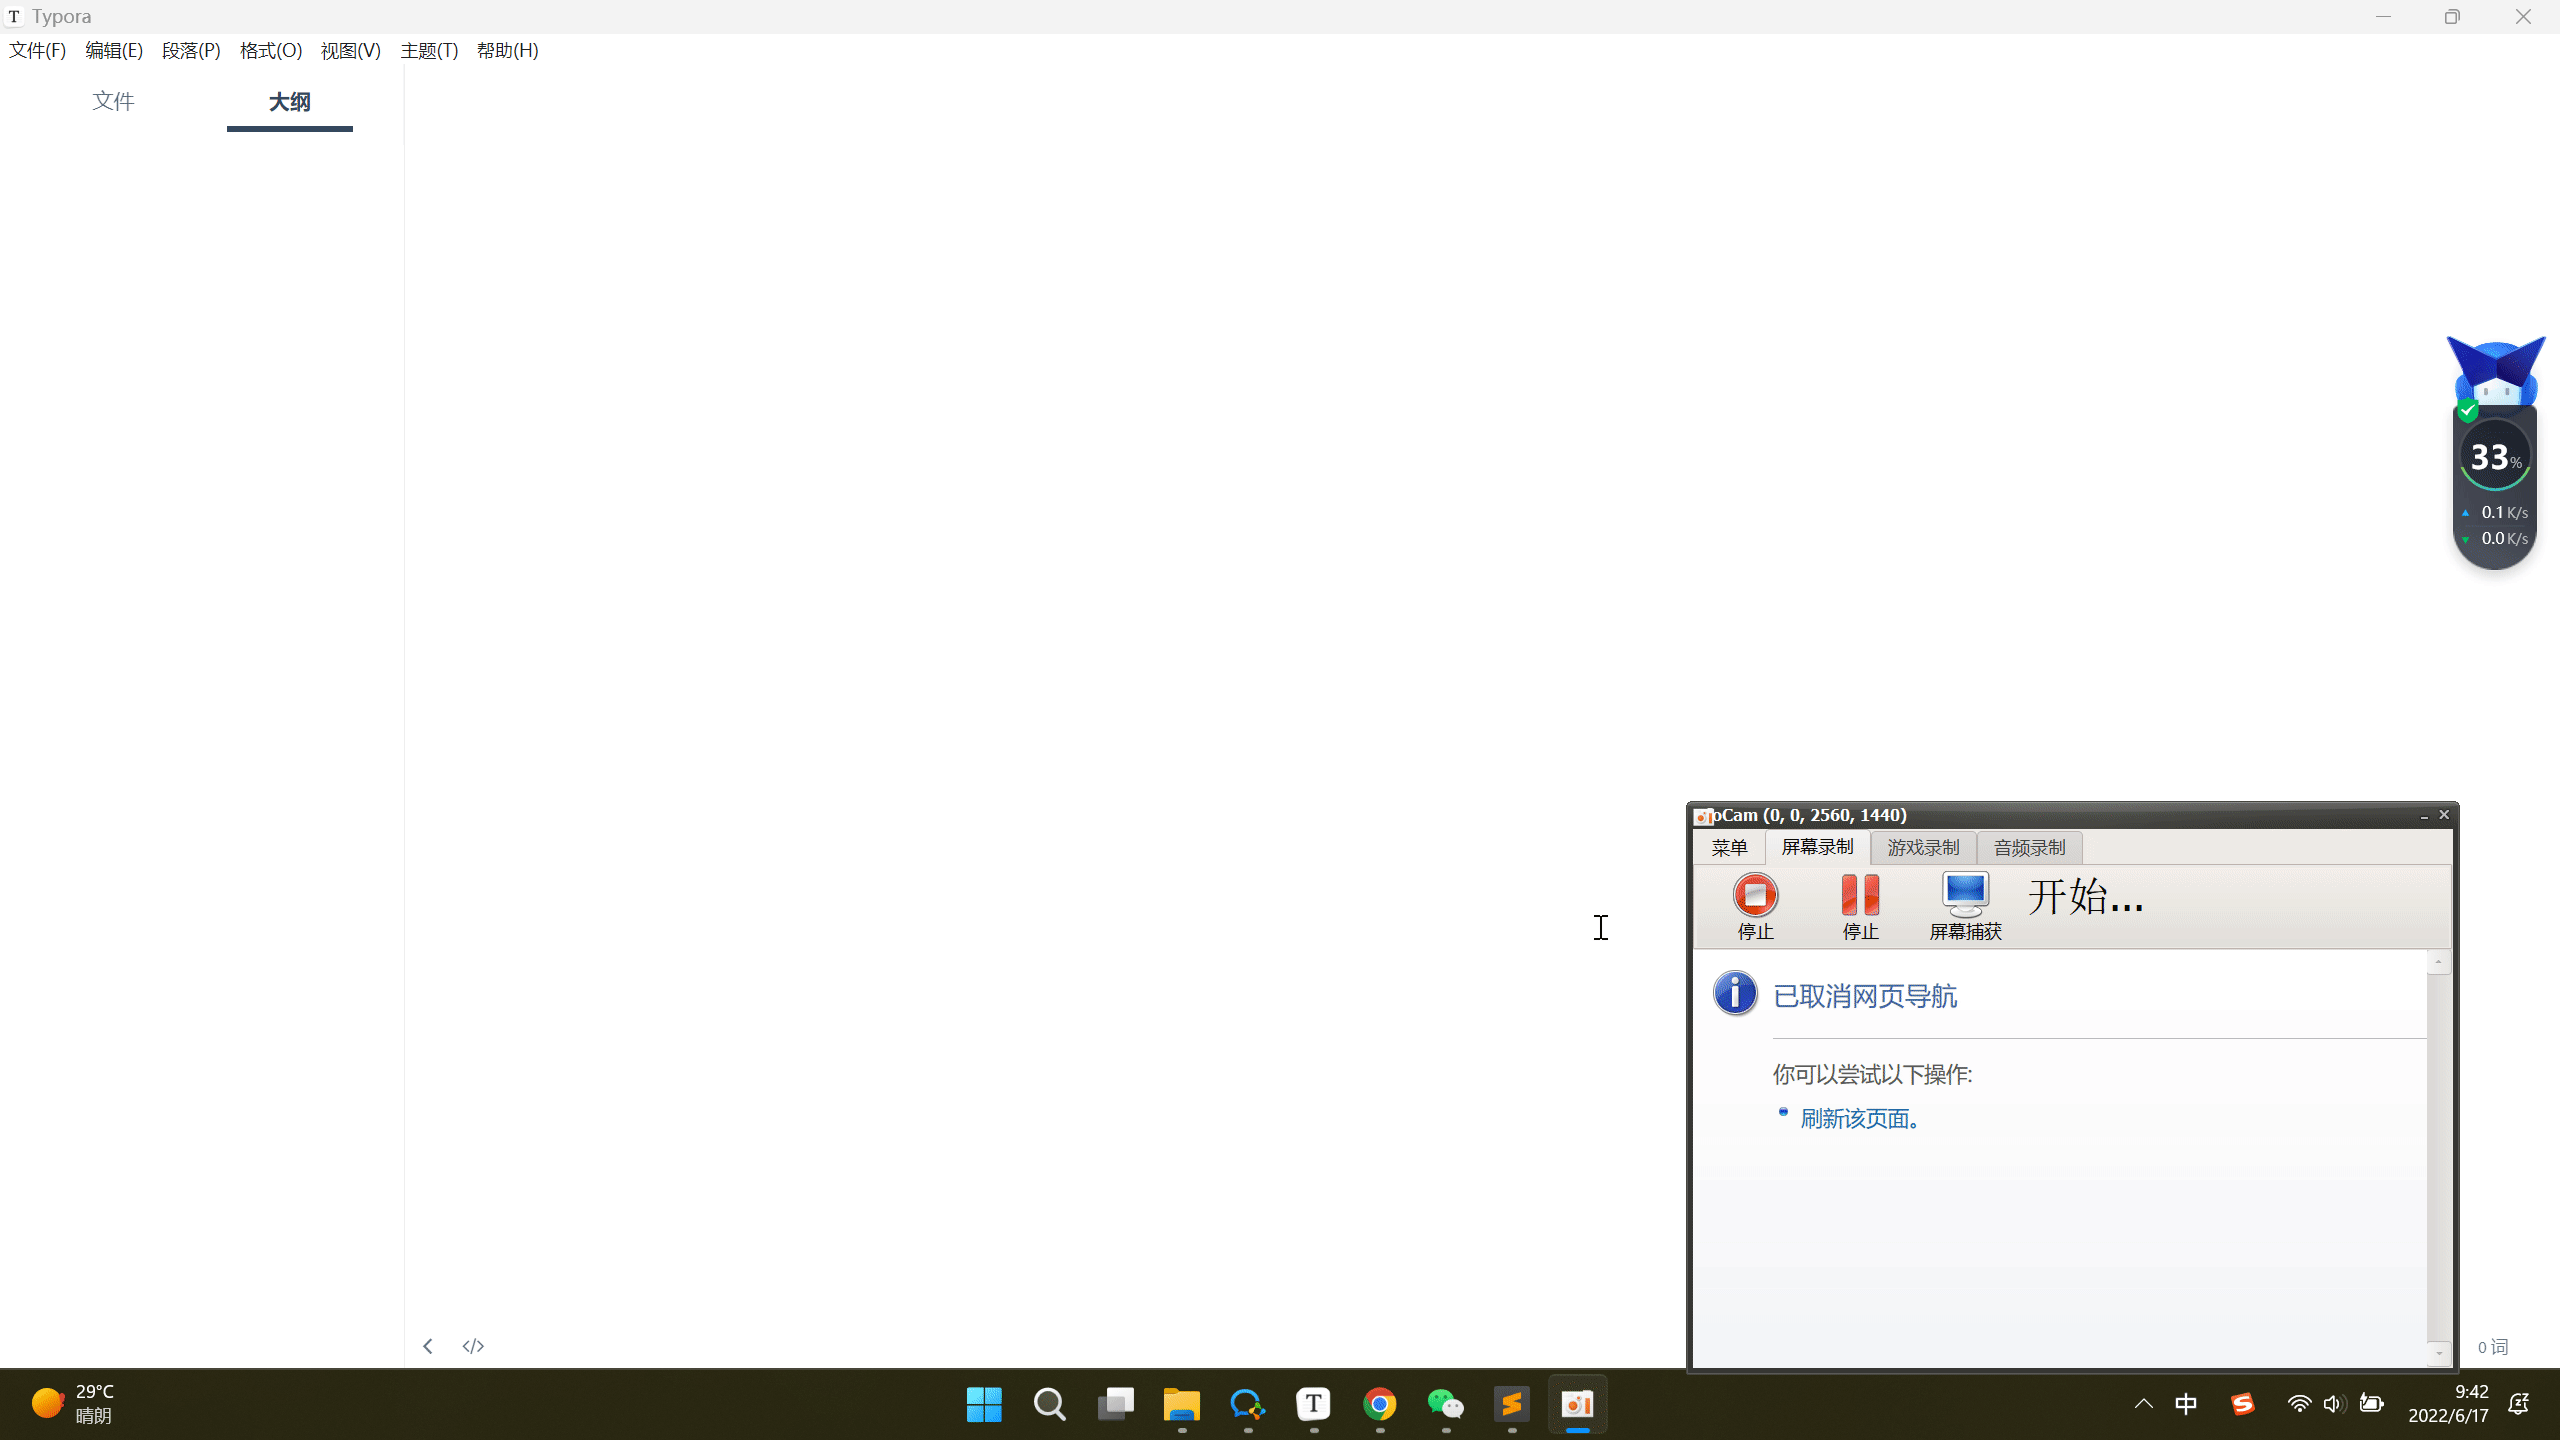 Typora
文件(F) 编辑(E) 段落(P) 格式(O) 视图(V) 主题(T) 帮助(H)
文件 大纲
33%
0.1 K/s
0.0 K/s
oCam (0, 0, 2560, 1440)
菜单 屏幕录制 游戏录制 音频录制
开始...
停止 停止 屏幕捕获
已取消网页导航
你可以尝试以下操作:
刷新该页面。
</> 0 词
29°C
晴朗
中
9:42
2022/6/17